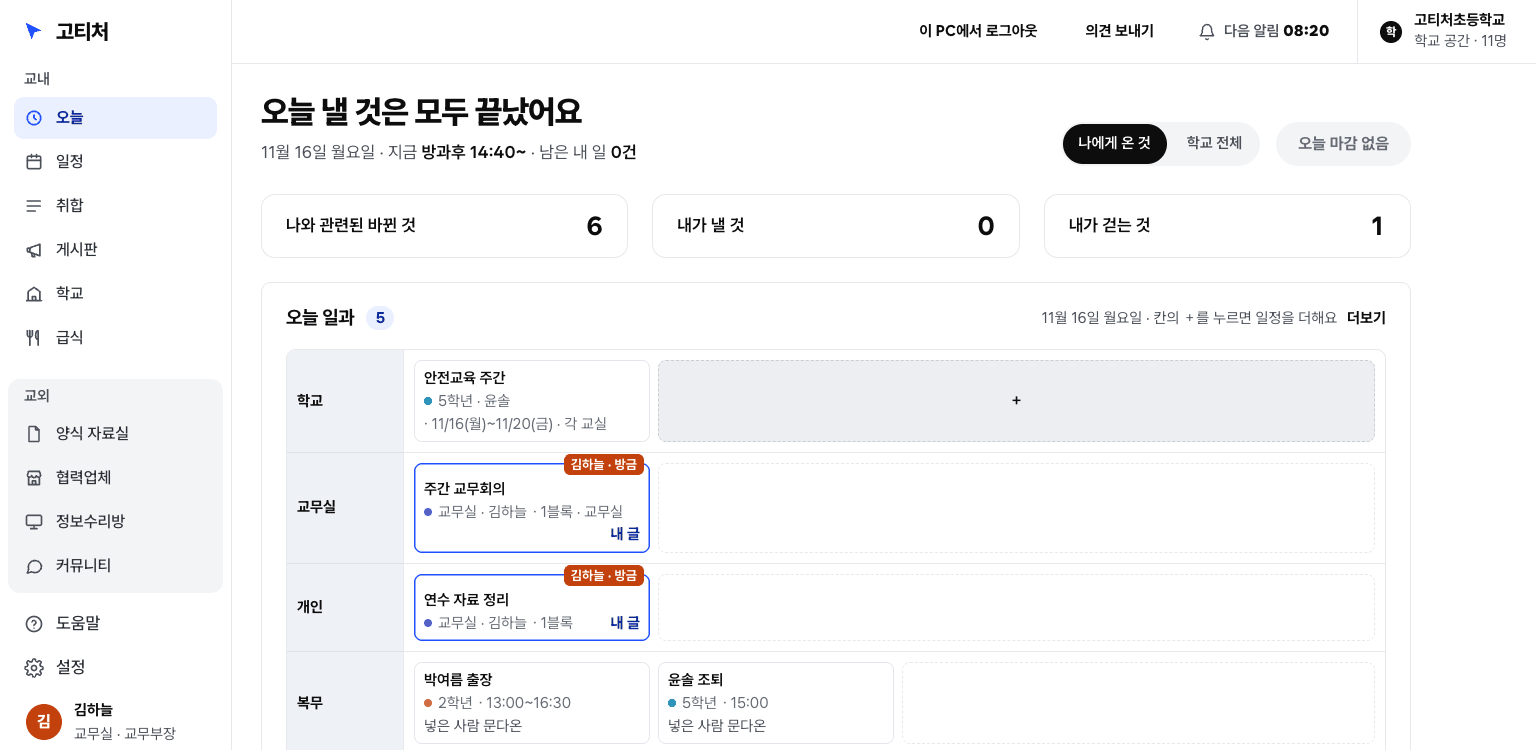 고티처
교내
오늘
일정
취합
게시판
학교
급식
교외
양식 자료실
협력업체
정보수리방
커뮤니티
도움말
설정
김
김하늘
교무실 · 교무부장
이 PC에서 로그아웃
의견 보내기
다음 알림 08:20
학
고티처초등학교
학교 공간 · 11명
오늘 낼 것은 모두 끝났어요
11월 16일 월요일 · 지금 방과후 14:40~ · 남은 내 일 0건
나에게 온 것
학교 전체
오늘 마감 없음
나와 관련된 바뀐 것 6
내가 낼 것 0
내가 걷는 것 1
오늘 일과 5
11월 16일 월요일 · 칸의 +를 누르면 일정을 더해요 더보기
학교
안전교육 주간
5학년 · 윤솔
· 11/16(월)~11/20(금) · 각 교실
+
교무실
김하늘 · 방금
주간 교무회의
교무실 · 김하늘 · 1블록 · 교무실
내 글
개인
김하늘 · 방금
연수 자료 정리
교무실 · 김하늘 · 1블록 내 글
복무
박여름 출장
2학년 · 13:00~16:30
넣은 사람 문다온
윤솔 조퇴
5학년 · 15:00
넣은 사람 문다온